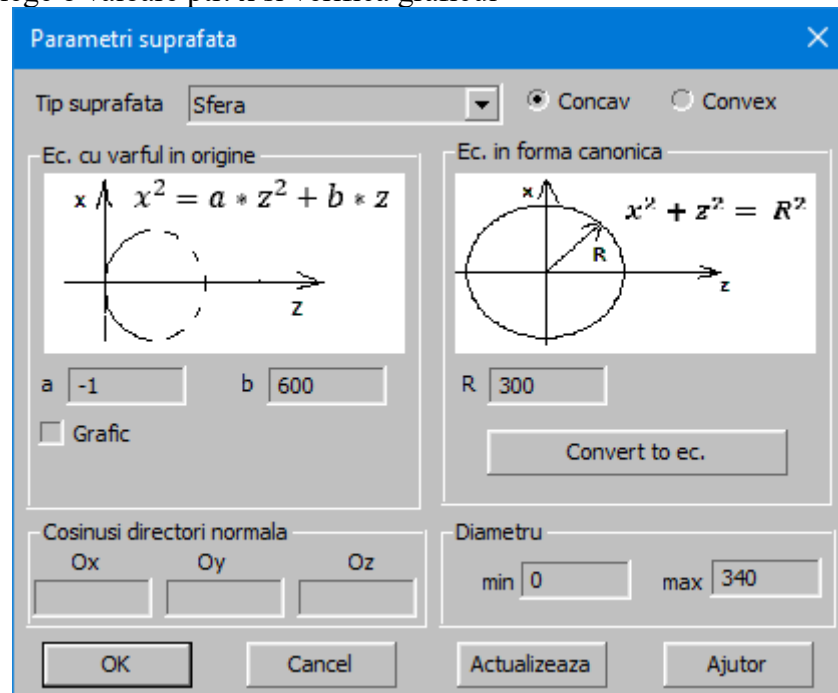 Parametri suprafata
Tip suprafata Sfera Concav Convex
Ec. cu varful in origine
x x² = a * z² + b * z
z
a -1 b 600
Grafic
Ec. in forma canonica
x x² + z² = R²
R
z
R 300
Convert to ec.
Cosinusi directori normala
Ox Oy Oz
Diametru
min 0 max 340
OK Cancel Actualizeaza Ajutor